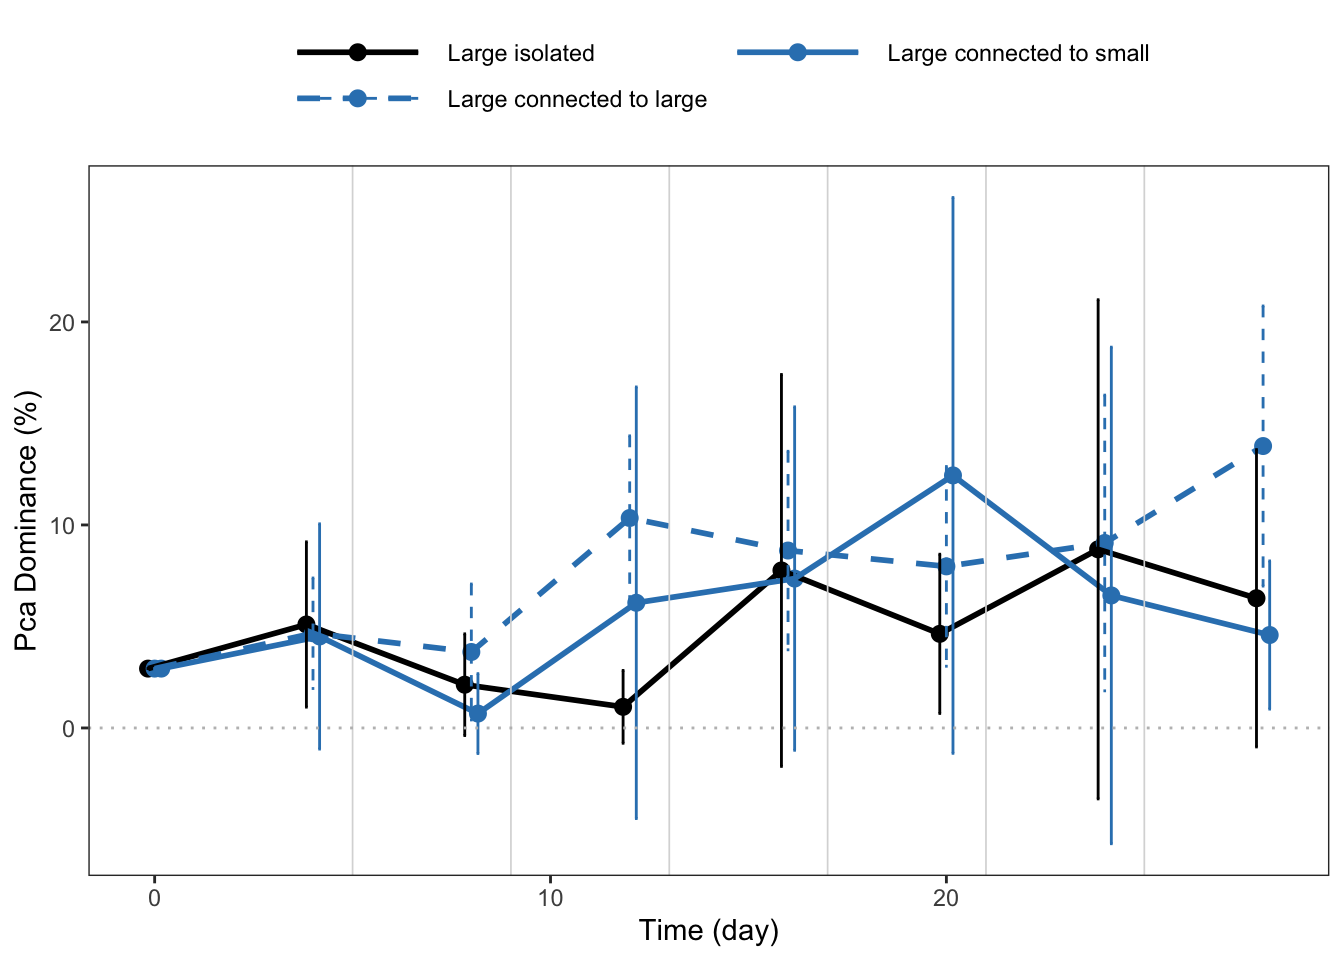 Large isolated
Large connected to small
Large connected to large
Pca Dominance (%)
20
10
0
0
10
20
Time (day)